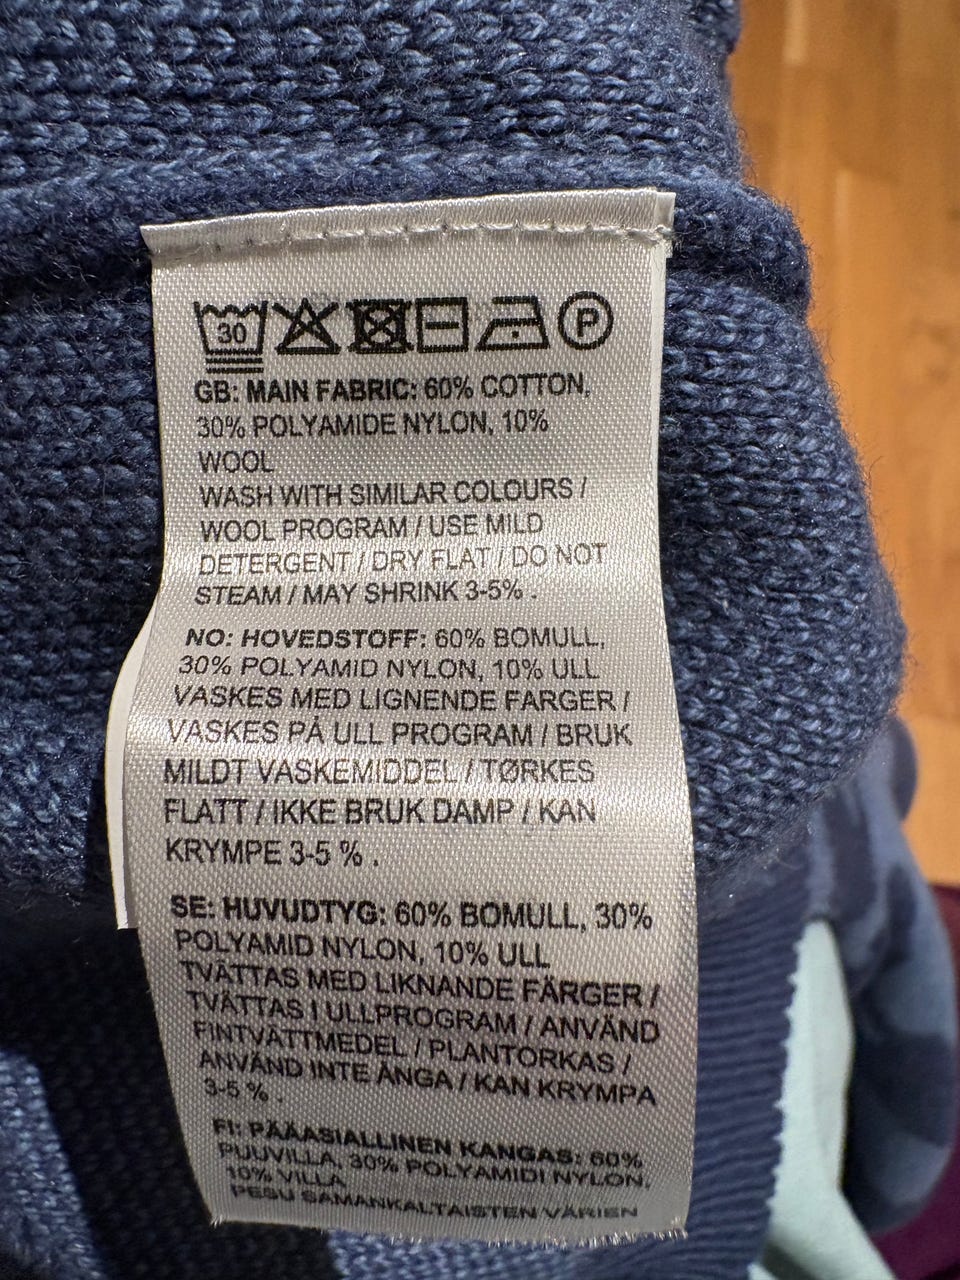 30 P
GB: MAIN FABRIC: 60% COTTON,
30% POLYAMIDE NYLON, 10%
WOOL
WASH WITH SIMILAR COLOURS /
WOOL PROGRAM / USE MILD
DETERGENT / DRY FLAT / DO NOT
STEAM / MAY SHRINK 3-5% .
NO: HOVEDSTOFF: 60% BOMULL,
30% POLYAMID NYLON, 10% ULL
VASKES MED LIGNENDE FARGER /
VASKES PÅ ULL PROGRAM / BRUK
MILDT VASKEMIDDEL / TØRKES
FLATT / IKKE BRUK DAMP / KAN
KRYMPE 3-5 % .
SE: HUVUDTYG: 60% BOMULL, 30%
POLYAMID NYLON, 10% ULL
TVÄTTAS MED LIKNANDE FÄRGER /
TVÄTTAS I ULLPROGRAM / ANVÄND
FINTVÄTTMEDEL / PLANTORKAS /
ANVÄND INTE ÅNGA / KAN KRYMPA
3-5 % .
FI: PÄÄASIALLINEN KANGAS: 60%
PUUVILLA, 30% POLYAMIDI NYLON,
10% VILLA
PESU SAMANKALTAISTEN VÄRIEN